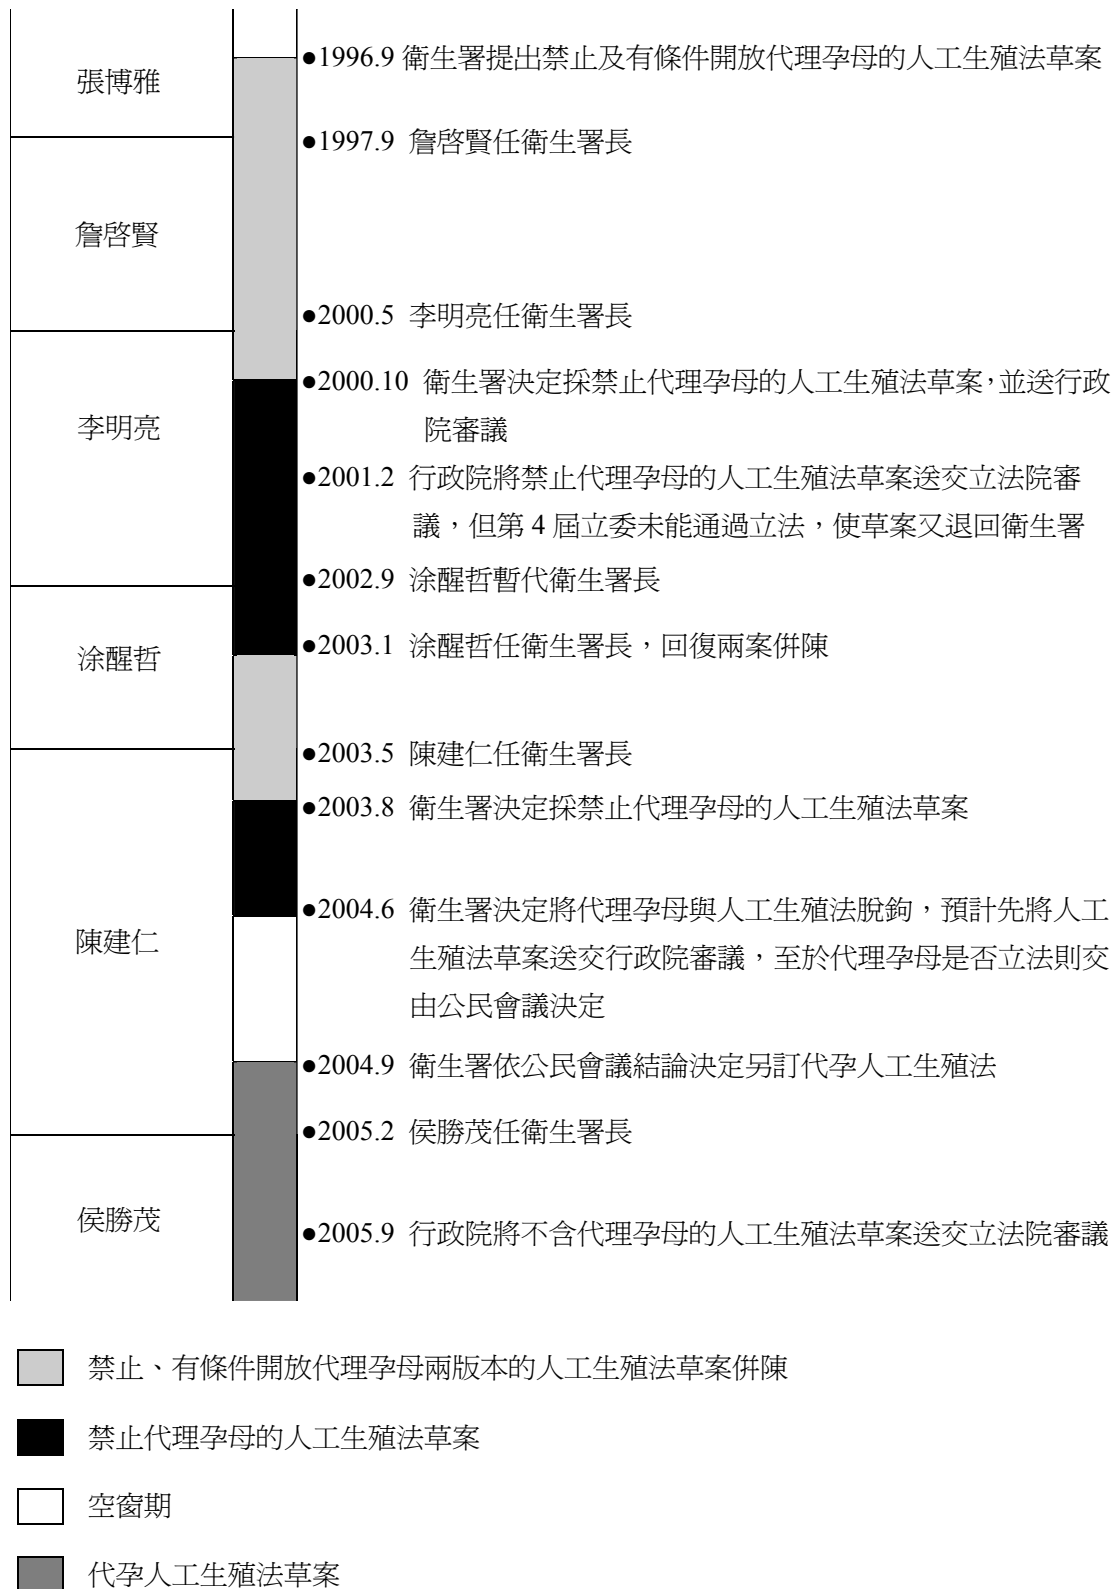 張博雅
●1996.9 衛生署提出禁止及有條件開放代理孕母的人工生殖法草案
●1997.9 詹啓賢任衛生署長
詹啓賢
●2000.5 李明亮任衛生署長
●2000.10 衛生署決定採禁止代理孕母的人工生殖法草案,並送行政
院審議
李明亮
●2001.2 行政院將禁止代理孕母的人工生殖法草案送交立法院審
議，但第 4 屆立委未能通過立法，使草案又退回衛生署
●2002.9 涂醒哲暫代衛生署長
涂醒哲
●2003.1 涂醒哲任衛生署長，回復兩案併陳
●2003.5 陳建仁任衛生署長
●2003.8 衛生署決定採禁止代理孕母的人工生殖法草案
陳建仁
●2004.6 衛生署決定將代理孕母與人工生殖法脫鉤，預計先將人工
生殖法草案送交行政院審議，至於代理孕母是否立法則交
由公民會議決定
●2004.9 衛生署依公民會議結論決定另訂代孕人工生殖法
●2005.2 侯勝茂任衛生署長
侯勝茂
●2005.9 行政院將不含代理孕母的人工生殖法草案送交立法院審議
禁止、有條件開放代理孕母兩版本的人工生殖法草案併陳
禁止代理孕母的人工生殖法草案
空窗期
代孕人工生殖法草案